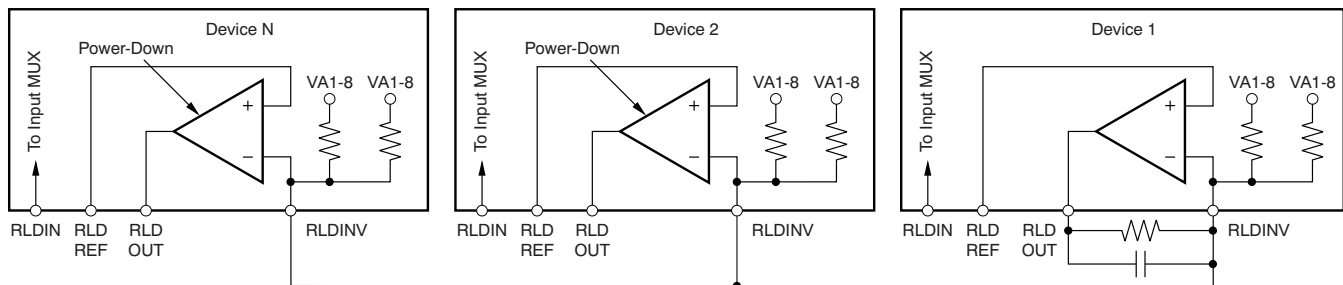 Device N
Power-Down
To Input MUX
VA1-8 VA1-8
+
−
RLDIN RLD REF RLD OUT RLDINV
Device 2
Power-Down
To Input MUX
VA1-8 VA1-8
+
−
RLDIN RLD REF RLD OUT RLDINV
Device 1
To Input MUX
VA1-8 VA1-8
+
−
RLDIN RLD REF RLD OUT RLDINV